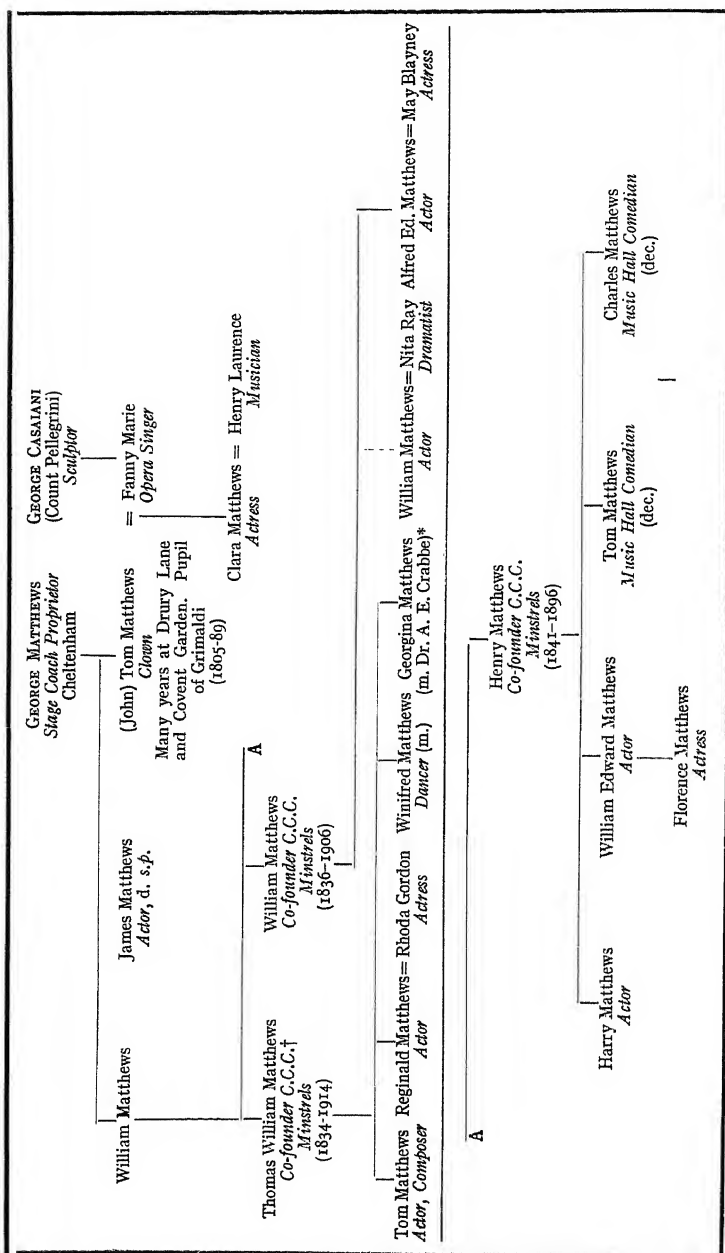 GEORGE MATTHEWS
Stage Coach Proprietor
Cheltenham
GEORGE CASAIANI
(Count Pellegrini)
Sculptor
William Matthews
James Matthews
Actor, d. s.p.
(John) Tom Matthews
Clown
Many years at Drury Lane
and Covent Garden. Pupil
of Grimaldi
(1805-89)
= Fanny Marie
Opera Singer
Clara Matthews = Henry Laurence
Actress
Musician
Thomas William Matthews
Co-founder C.C.C.†
Minstrels
(1834-1914)
William Matthews
Co-founder C.C.C.
Minstrels
(1836-1906)
A
Tom Matthews
Actor, Composer
Reginald Matthews = Rhoda Gordon
Actor
Actress
Winifred Matthews
Dancer (m.)
Georgina Matthews
(m. Dr. A. E. Crabbe)*
William Matthews = Nita Ray
Actor
Dramatist
Alfred Ed. Matthews = May Blayney
Actor
Actress
A
Henry Matthews
Co-founder C.C.C.
Minstrels
(1841-1896)
Harry Matthews
Actor
William Edward Matthews
Actor
Tom Matthews
Music Hall Comedian
(dec.)
Charles Matthews
Music Hall Comedian
(dec.)
Florence Matthews
Actress